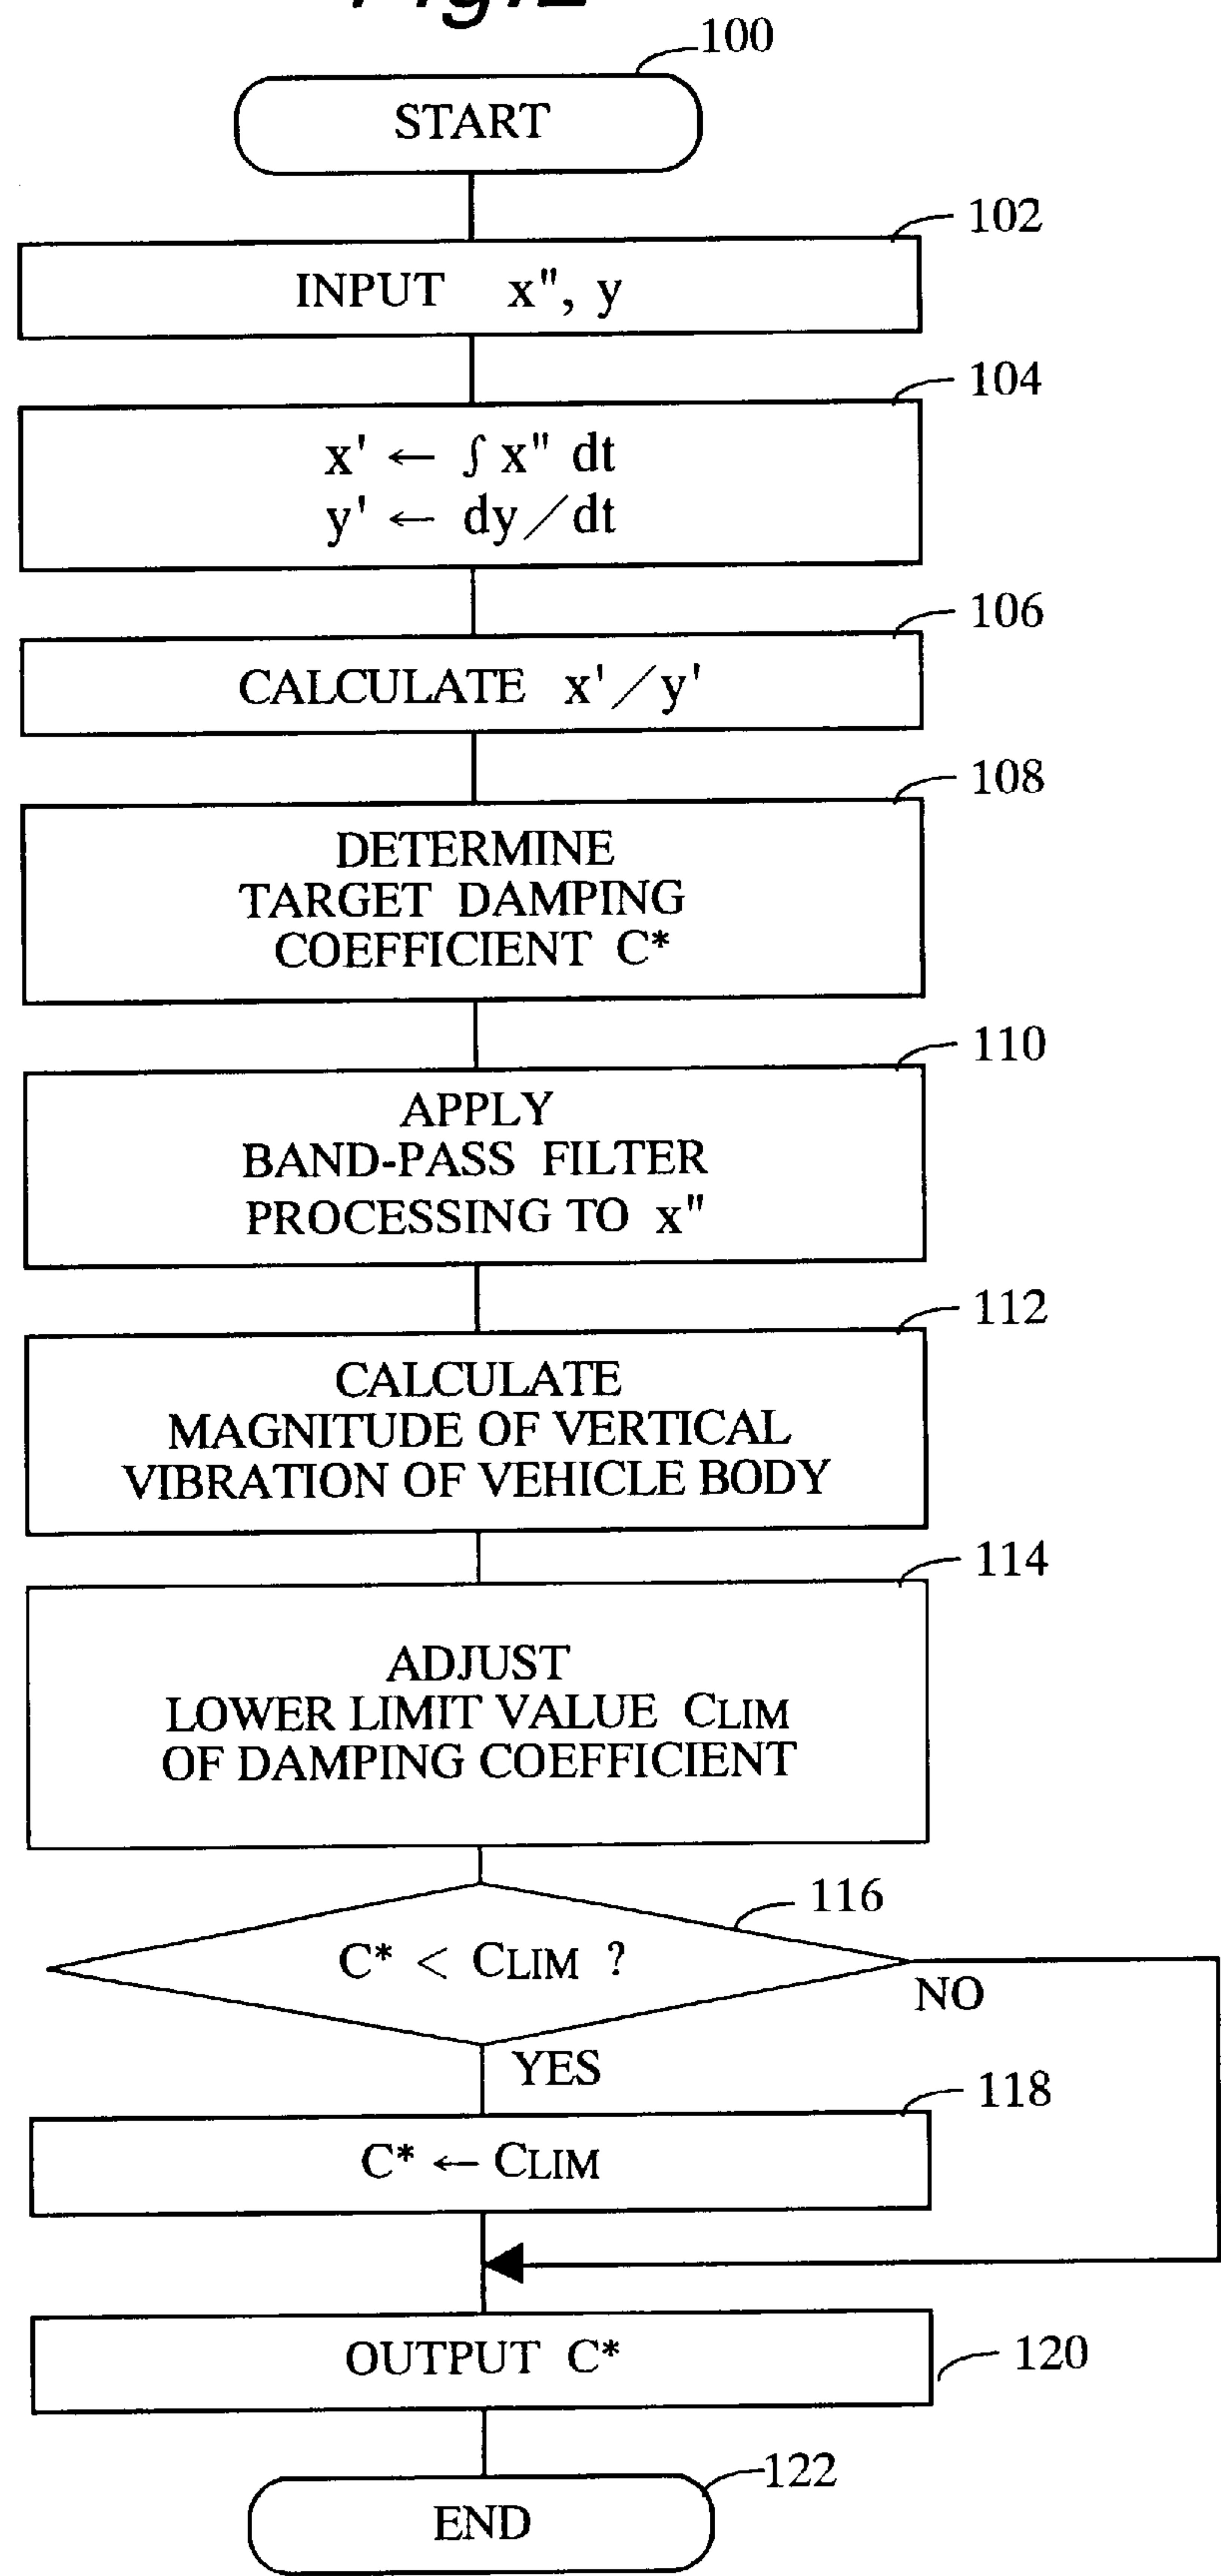 Fig.2
100
START
102
INPUT x", y
104
x' ← ∫ x" dt
y' ← dy/dt
106
CALCULATE x'/y'
108
DETERMINE
TARGET DAMPING
COEFFICIENT C*
110
APPLY
BAND-PASS FILTER
PROCESSING TO x"
112
CALCULATE
MAGNITUDE OF VERTICAL
VIBRATION OF VEHICLE BODY
114
ADJUST
LOWER LIMIT VALUE CLIM
OF DAMPING COEFFICIENT
116
C* < CLIM ?
NO
YES
118
C* ← CLIM
OUTPUT C*
120
122
END